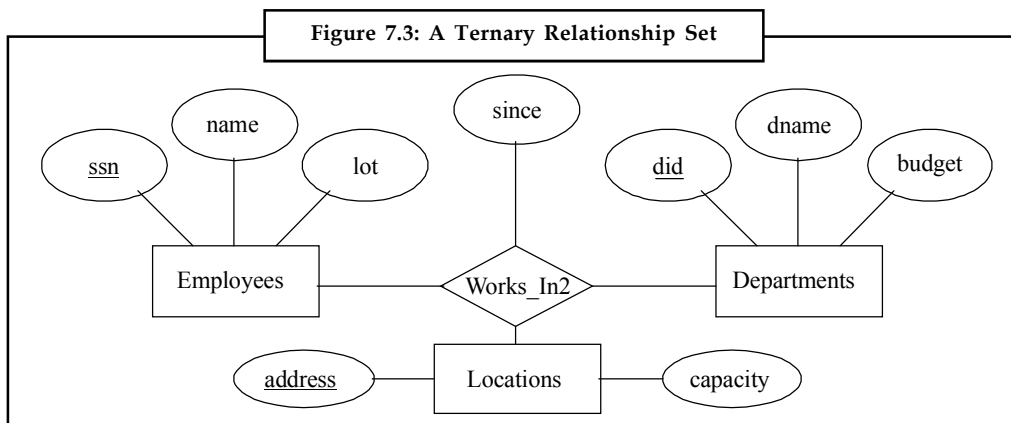 Figure 7.3: A Ternary Relationship Set
since
name
dname
ssn
lot
did
budget
Employees
Works_In2
Departments
address
Locations
capacity